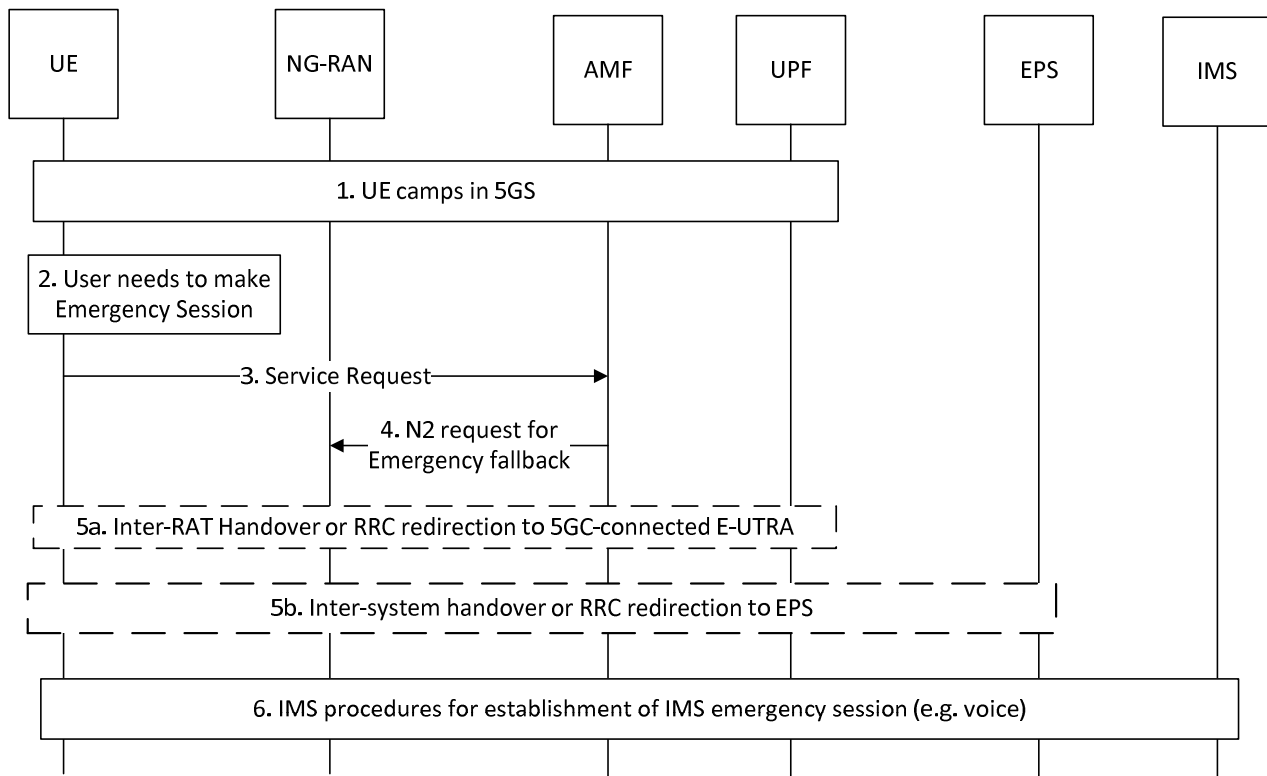 UE
NG-RAN
AMF
UPF
EPS
IMS
1. UE camps in 5GS
2. User needs to make
Emergency Session
3. Service Request
4. N2 request for
Emergency fallback
5a. Inter-RAT Handover or RRC redirection to 5GC-connected E-UTRA
5b. Inter-system handover or RRC redirection to EPS
6. IMS procedures for establishment of IMS emergency session (e.g. voice)